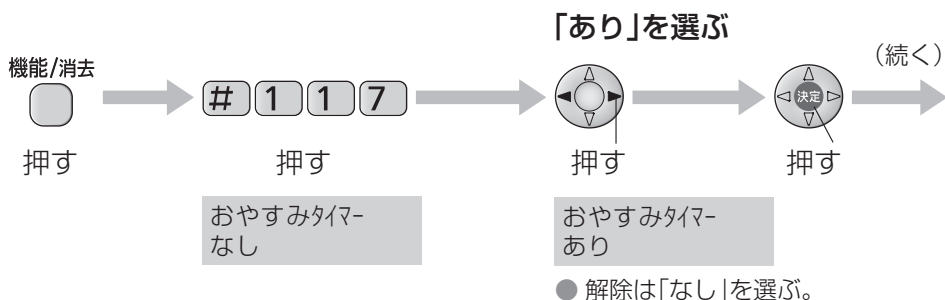 「あり」を選ぶ
機能/消去
(続く)
# 1 1 7
決定
押す
押す
押す
押す
おやすみﾀｲﾏｰ
なし
おやすみﾀｲﾏｰ
あり
● 解除は「なし」を選ぶ。